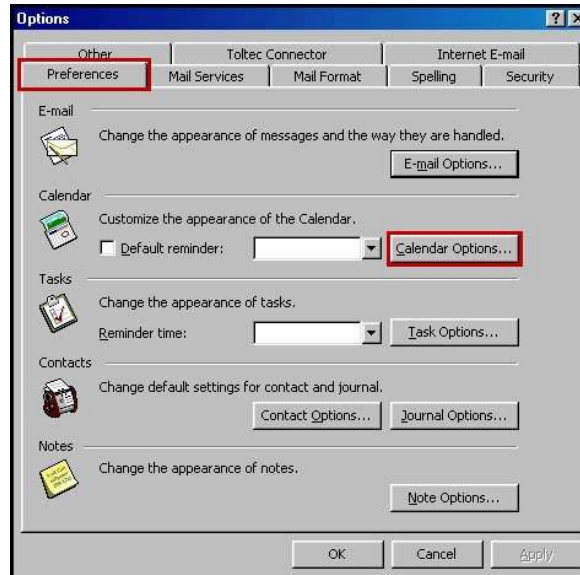 Options
Other Toltec Connector Internet E-mail
Preferences Mail Services Mail Format Spelling Security
E-mail
Change the appearance of messages and the way they are handled.
E-mail Options...
Calendar
Customize the appearance of the Calendar.
Default reminder: Calendar Options...
Tasks
Change the appearance of tasks.
Reminder time: Task Options...
Contacts
Change default settings for contact and journal.
Contact Options... Journal Options...
Notes
Change the appearance of notes.
Note Options...
OK Cancel Apply